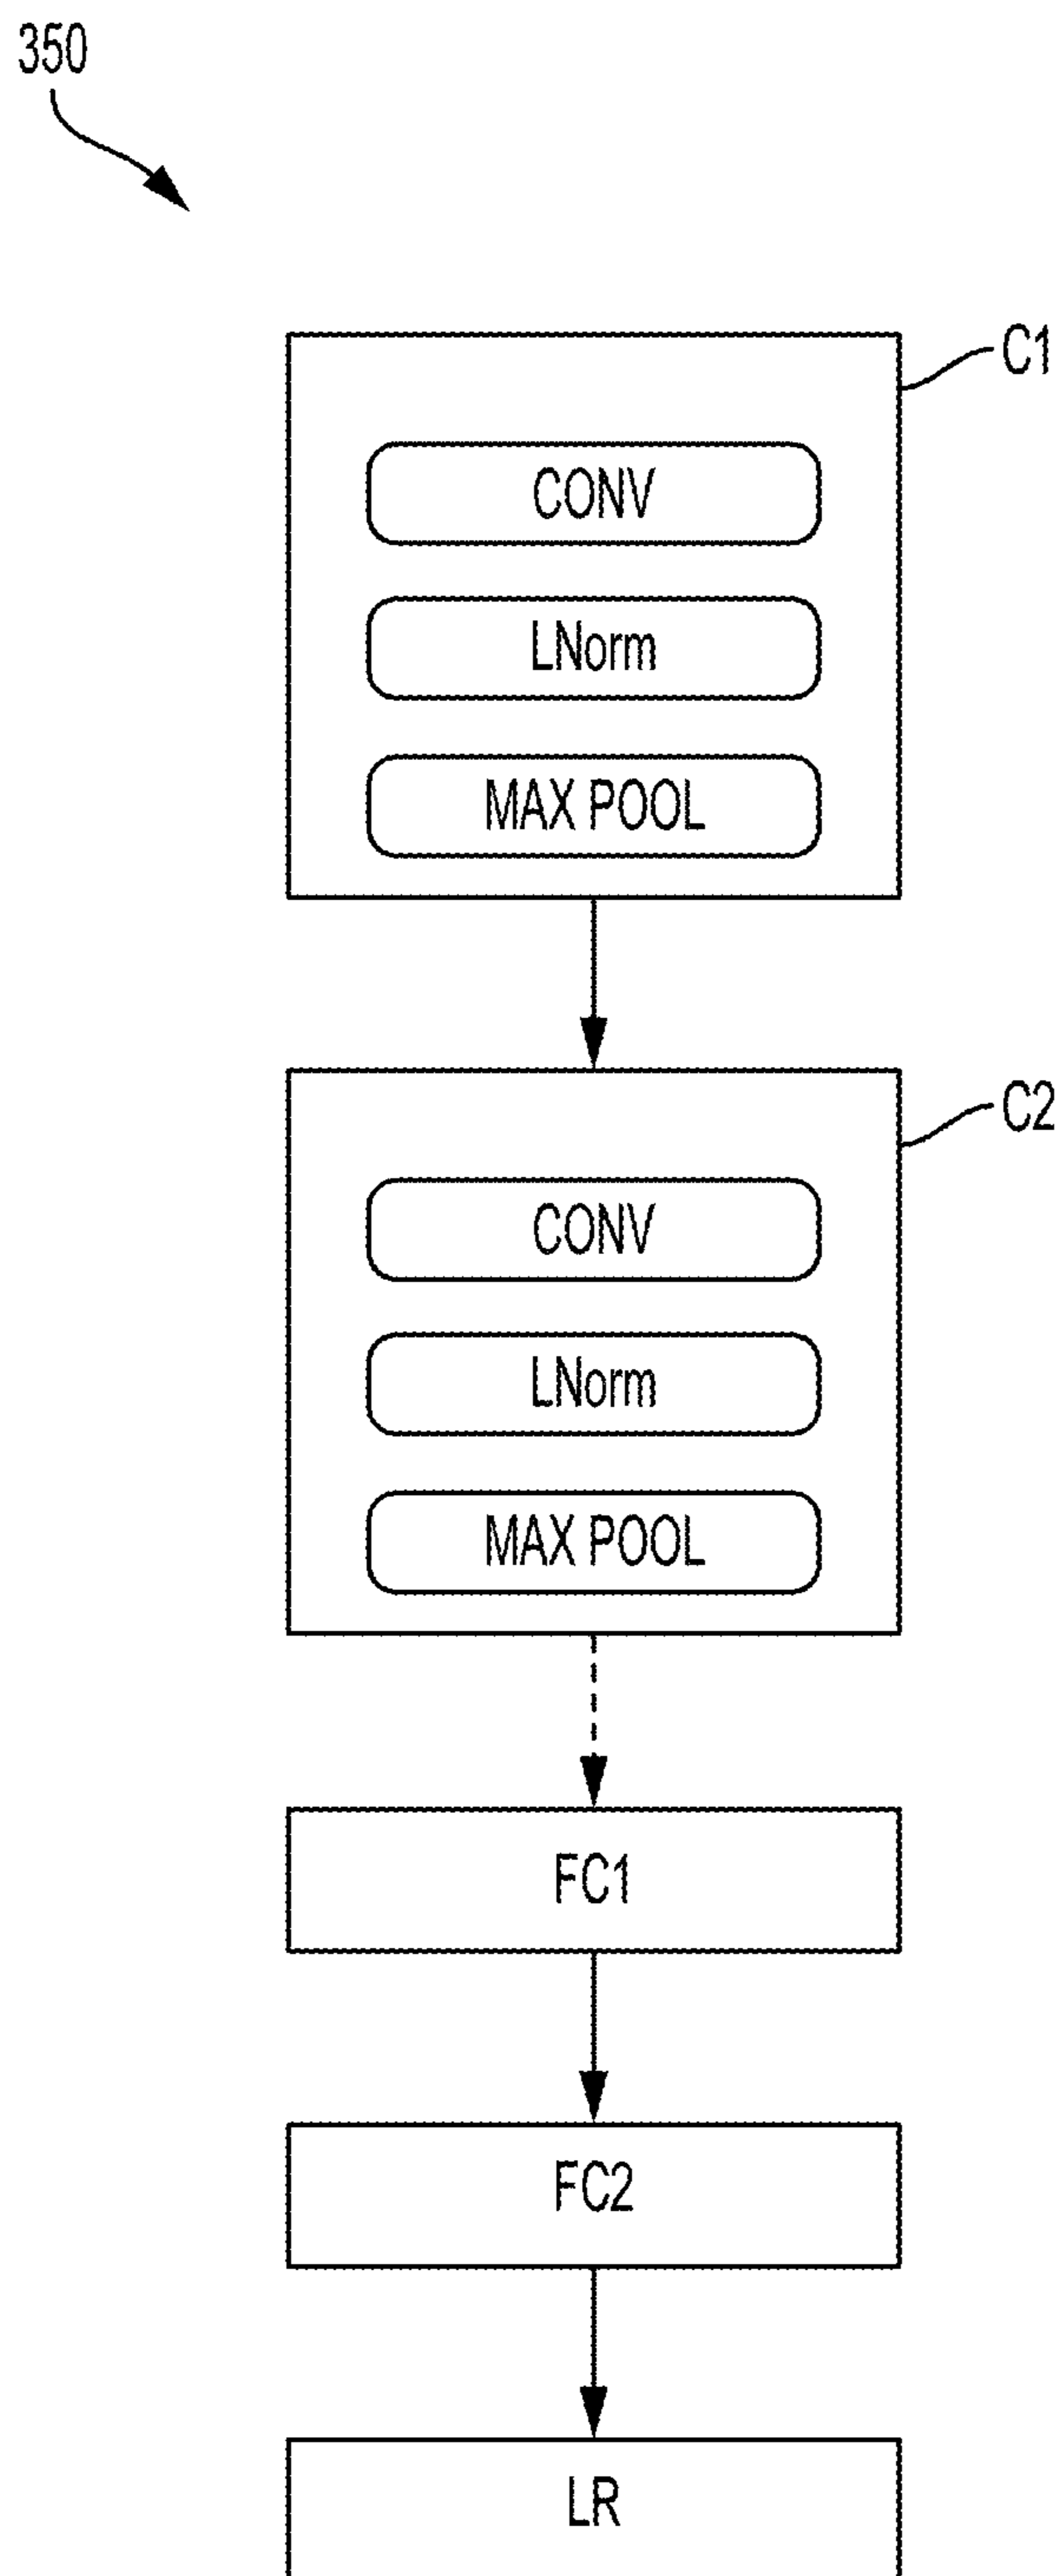 350
C1
CONV
LNorm
MAX POOL
C2
CONV
LNorm
MAX POOL
FC1
FC2
LR